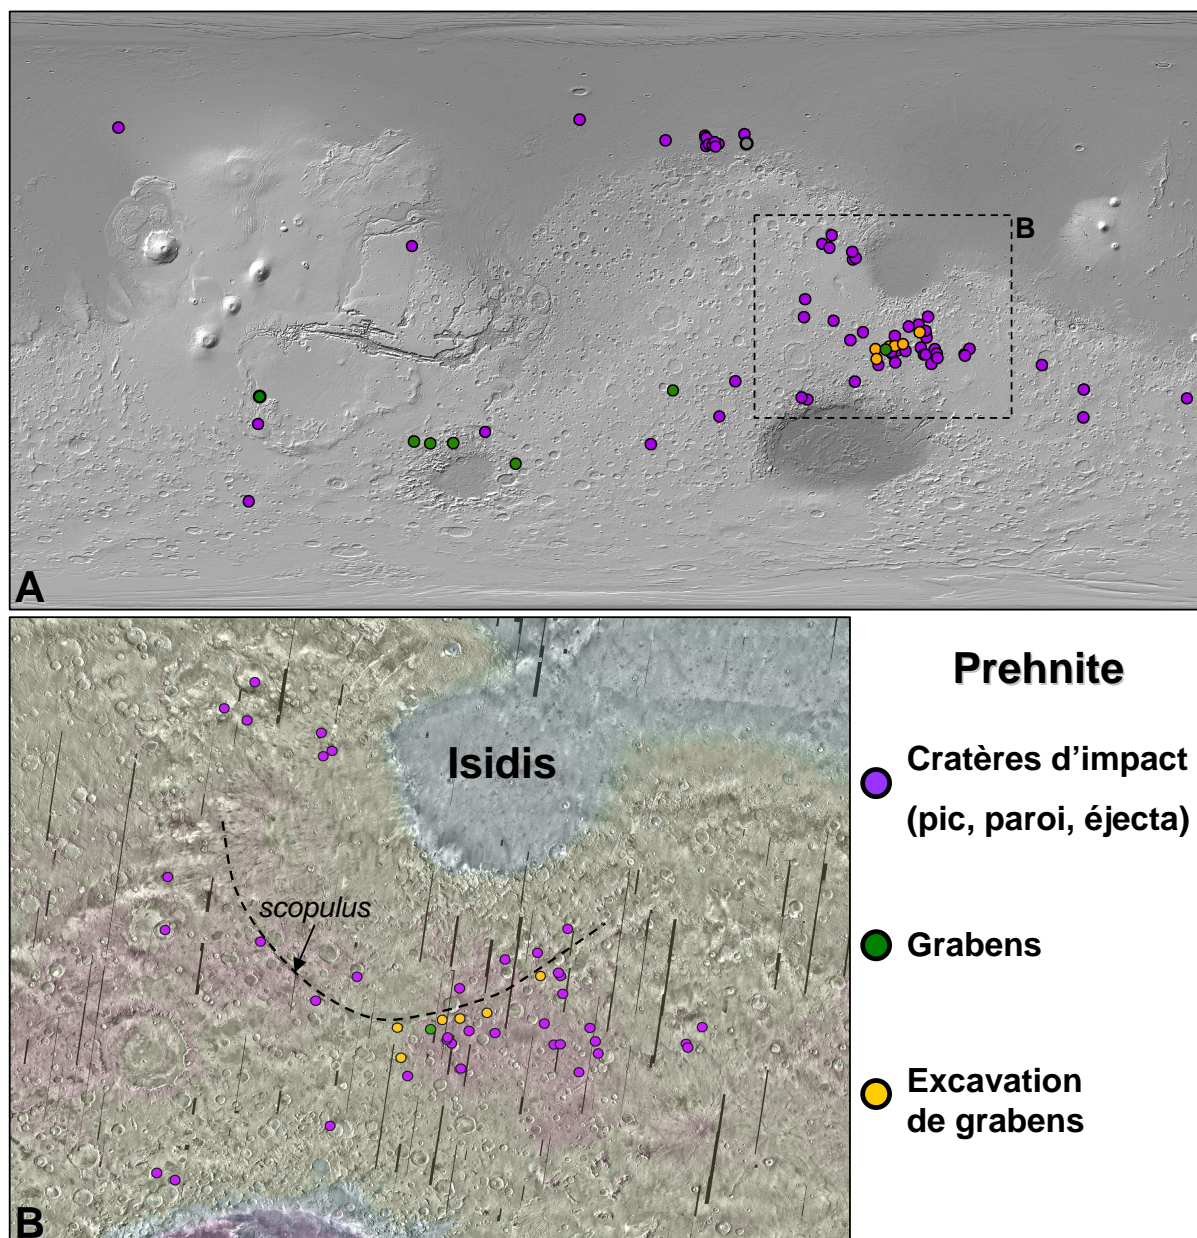 B
A
Isidis
scopulus
B
Prehnite
Cratères d'impact
(pic, paroi, éjecta)
Grabens
Excavation
de grabens